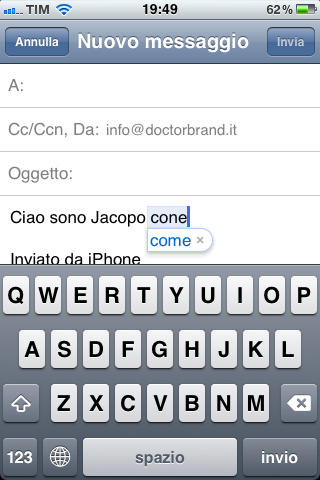 TIM 19:49 62%
Annulla Nuovo messaggio Invia
A:
Cc/Ccn, Da: info@doctorbrand.it
Oggetto:
Ciao sono Jacopo cone
come ×
Inviato da iPhone
Q W E R T Y U I O P
A S D F G H J K L
Z X C V B N M
123 spazio invio